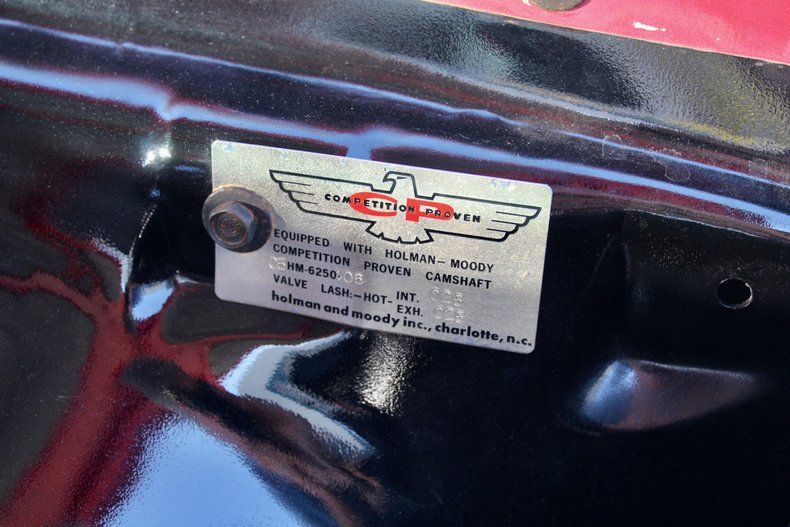 COMPETITION PROVEN
CP
EQUIPPED WITH HOLMAN-MOODY
COMPETITION PROVEN CAMSHAFT
C5HM-6250-06
VALVE LASH:-HOT- INT. 025
EXH. 025
holman and moody inc., charlotte, n.c.